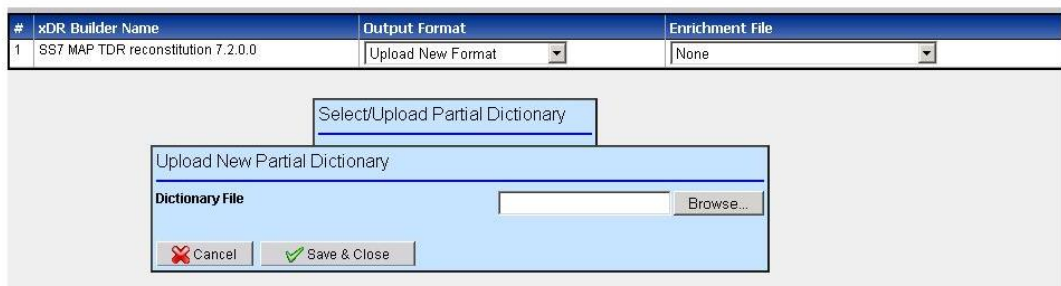 # xDR Builder Name Output Format Enrichment File
1 SS7 MAP TDR reconstitution 7.2.0.0 Upload New Format None
Select/Upload Partial Dictionary
Upload New Partial Dictionary
Dictionary File Browse...
Cancel Save & Close